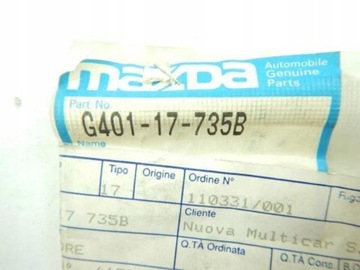 mazda
Automobile
Genuine
Parts
Part No.
G401-17-735B
Name
Tipo Origine Ordine N°
17 110331/001
17 735B Cliente
Nuova Multicar S
Q.TA Ordinata Q.TA Cons.